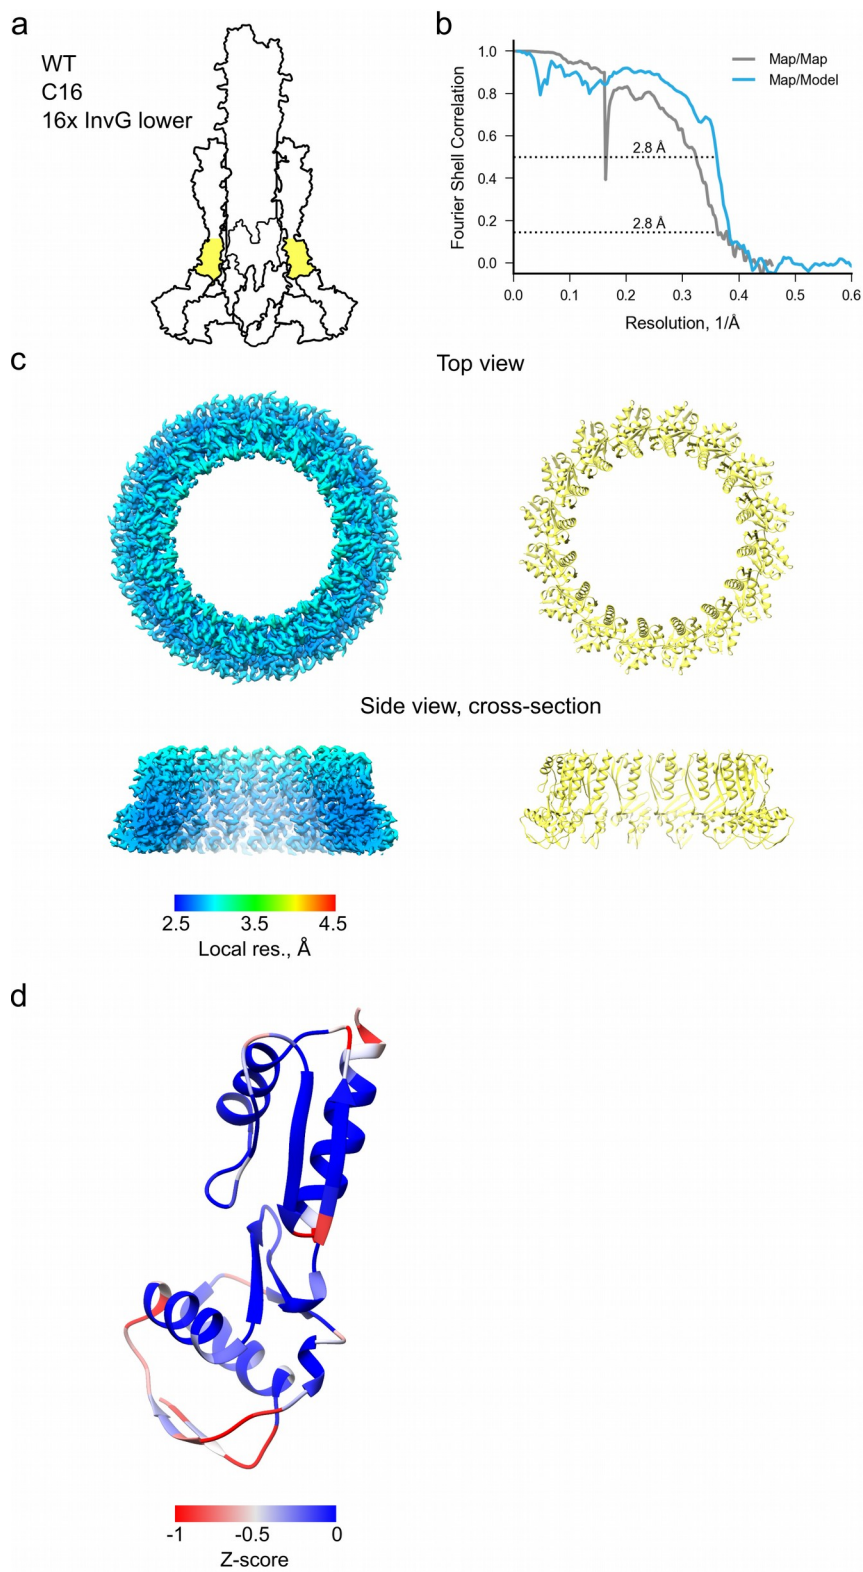 a
WT
C16
16x InvG lower
b
Fourier Shell Correlation
1.0
0.8
0.6
0.4
0.2
0.0
Map/Map
Map/Model
2.8 Å
2.8 Å
0.0 0.1 0.2 0.3 0.4 0.5 0.6
Resolution, 1/Å
c
Top view
Side view, cross-section
2.5 3.5 4.5
Local res., Å
d
-1 -0.5 0
Z-score